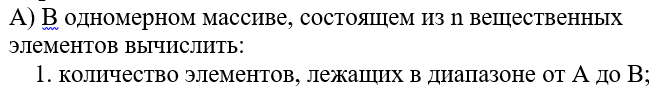 А) В одномерном массиве, состоящем из n вещественных
элементов вычислить:
1. количество элементов, лежащих в диапазоне от А до В;